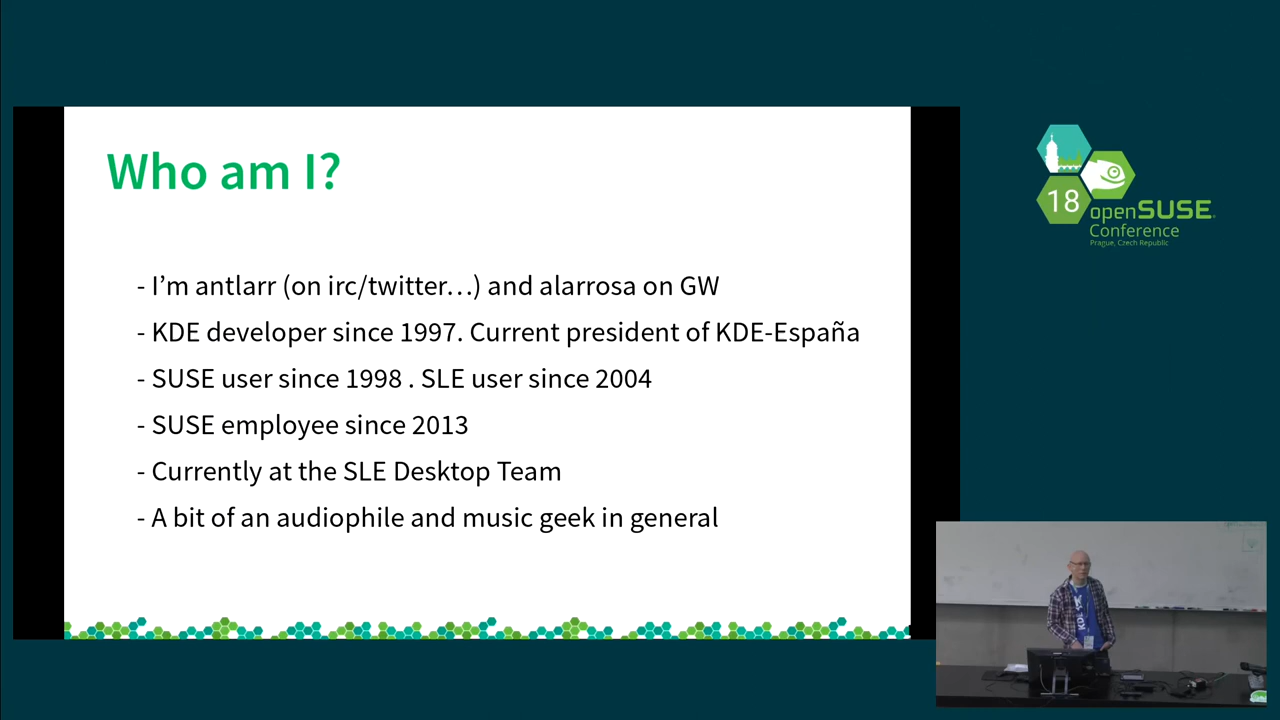 Who am I?
- I’m antlarr (on irc/twitter…) and alarrosa on GW
- KDE developer since 1997. Current president of KDE-España
- SUSE user since 1998 . SLE user since 2004
- SUSE employee since 2013
- Currently at the SLE Desktop Team
- A bit of an audiophile and music geek in general
18
openSUSE
Conference
Prague, Czech Republic
KDE